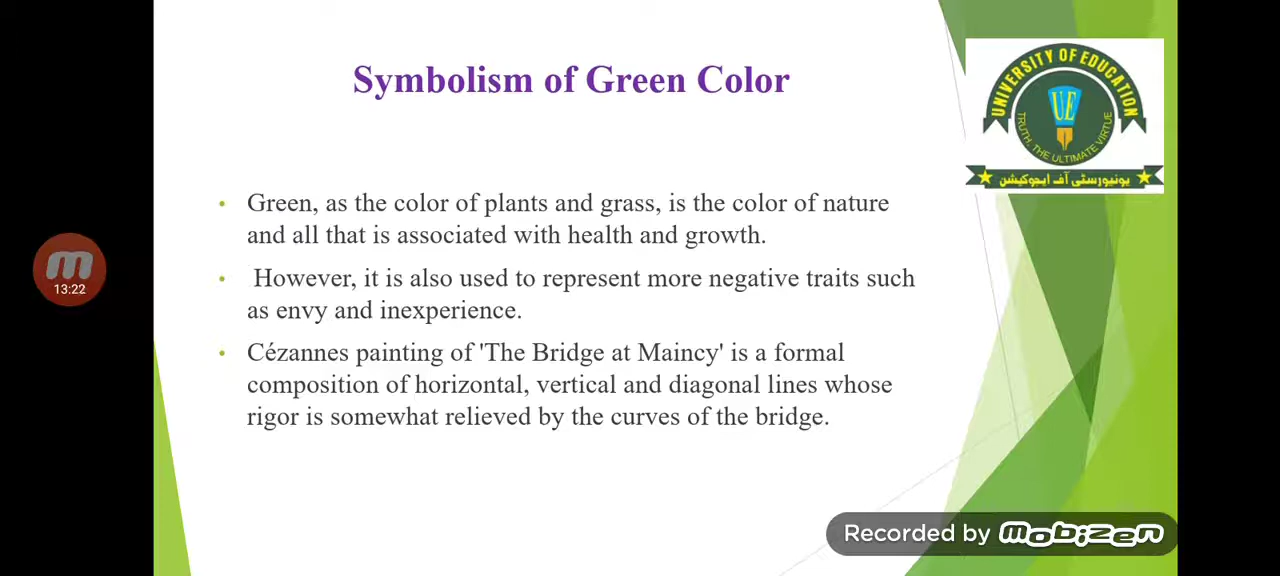 Symbolism of Green Color
UNIVERSITY OF EDUCATION
UE
TRUTH, THE ULTIMATE VIRTUE
یونیورسٹی آف ایجوکیشن
• Green, as the color of plants and grass, is the color of nature
and all that is associated with health and growth.
• However, it is also used to represent more negative traits such
as envy and inexperience.
• Cézannes painting of 'The Bridge at Maincy' is a formal
composition of horizontal, vertical and diagonal lines whose
rigor is somewhat relieved by the curves of the bridge.
m
13:22
Recorded by mobizen